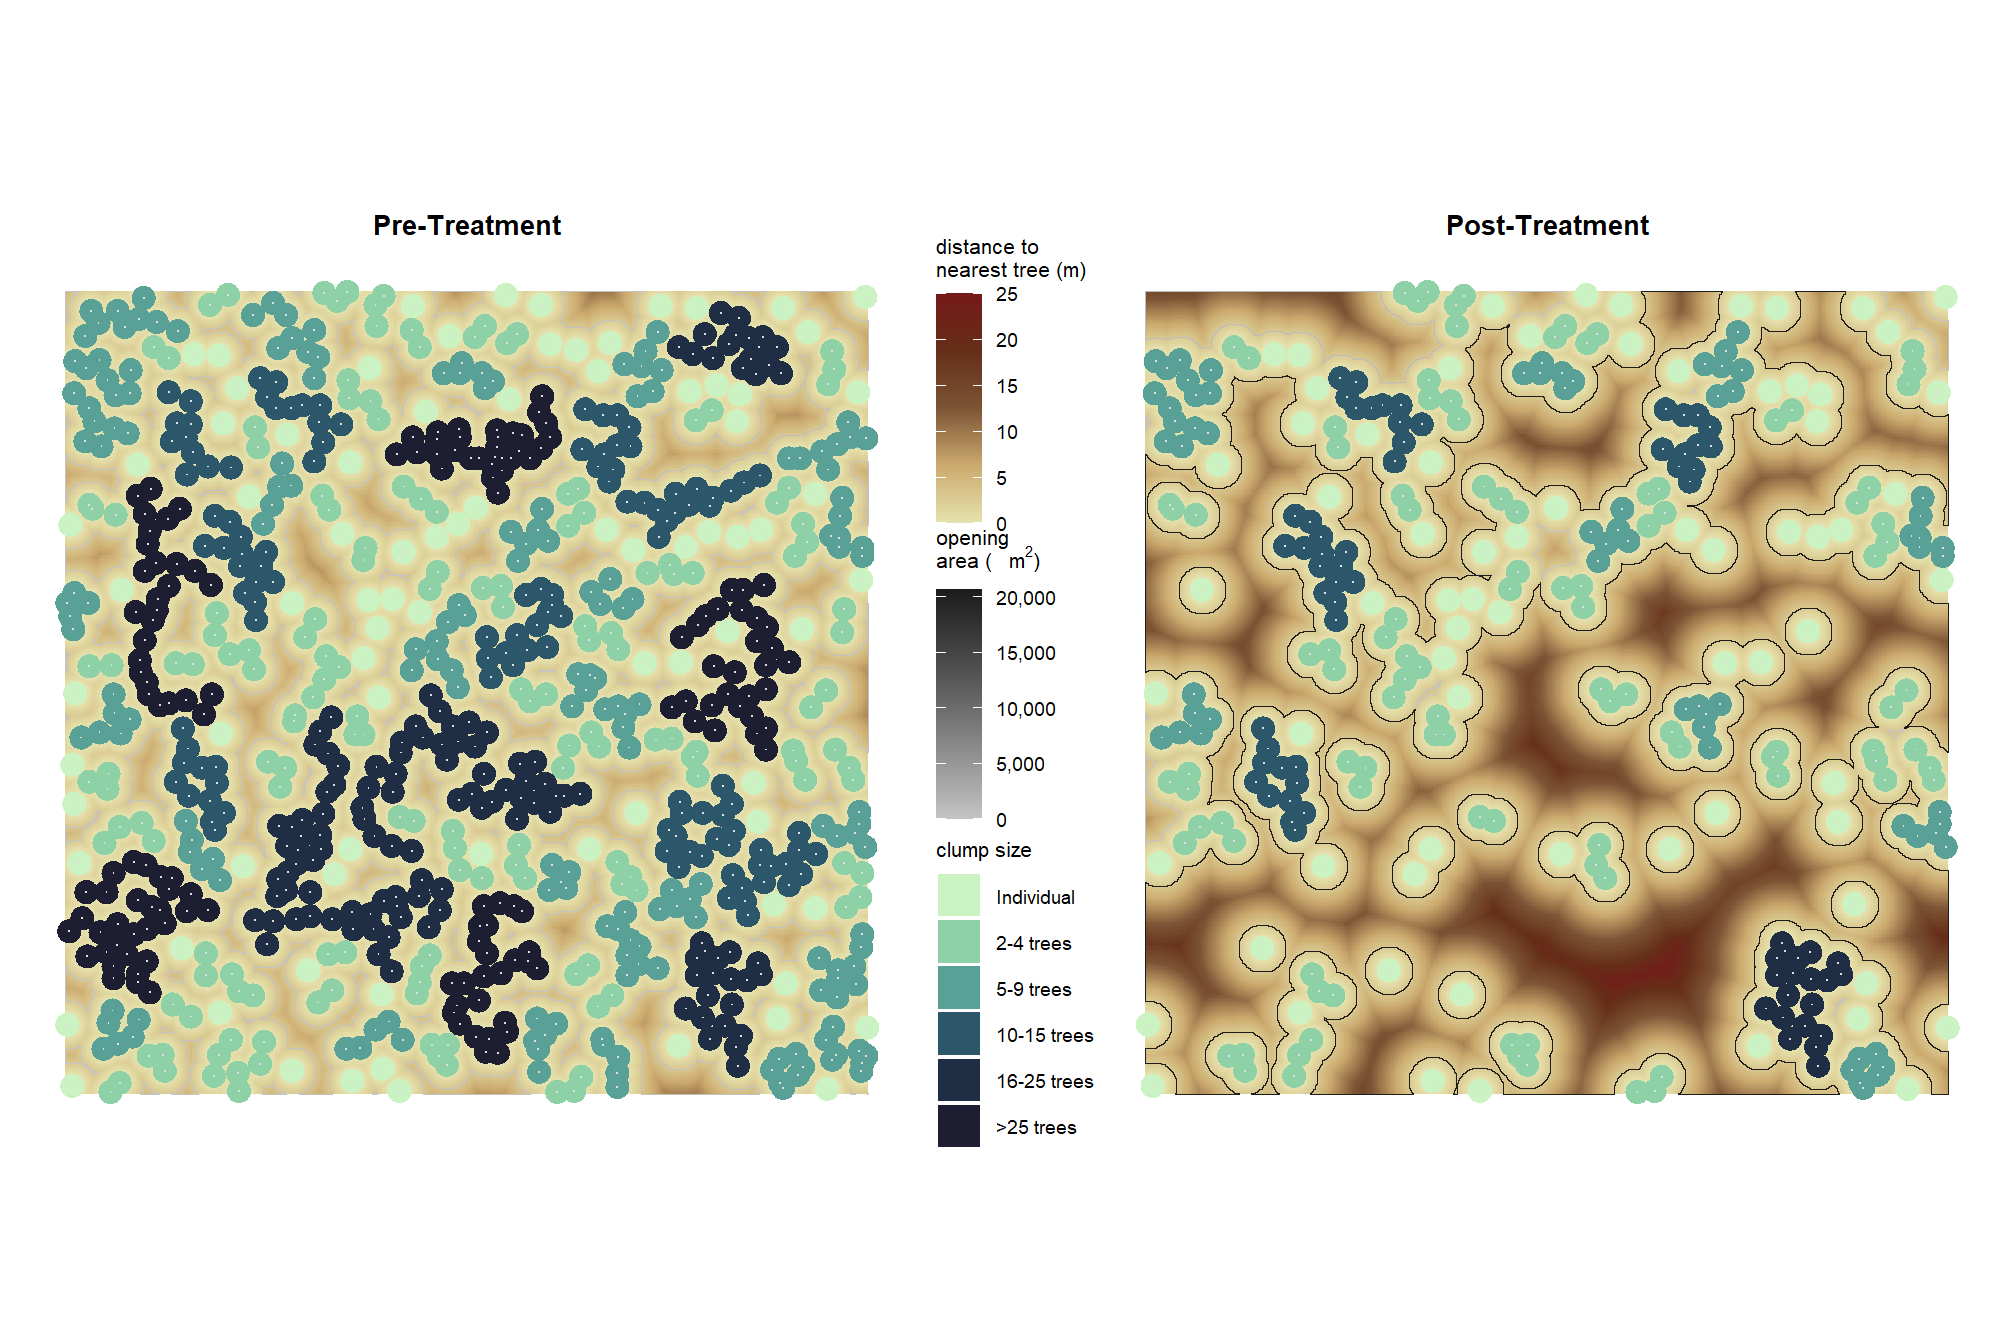 Pre-Treatment
Post-Treatment
distance to
nearest tree (m)
25
20
15
10
5
0
opening
area ( m²)
20,000
15,000
10,000
5,000
0
clump size
Individual
2-4 trees
5-9 trees
10-15 trees
16-25 trees
>25 trees